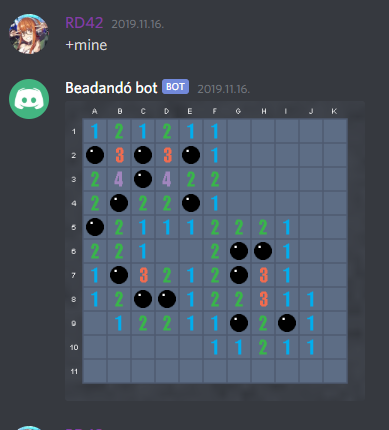 RD42 2019.11.16.
+mine
Beadandó bot BOT 2019.11.16.
A B C D E F G H I J K
1 1 2 1 2 1 1
2 3 3 1
3 2 4 4 2 2
4 2 2 2 1
5 2 1 1 1 2 2 2 1
6 2 2 1 2 1
7 1 3 2 1 2 3 1
8 1 2 1 2 2 3 1 1
9 1 2 2 1 1 2 1
10 1 1 2 1 1
11